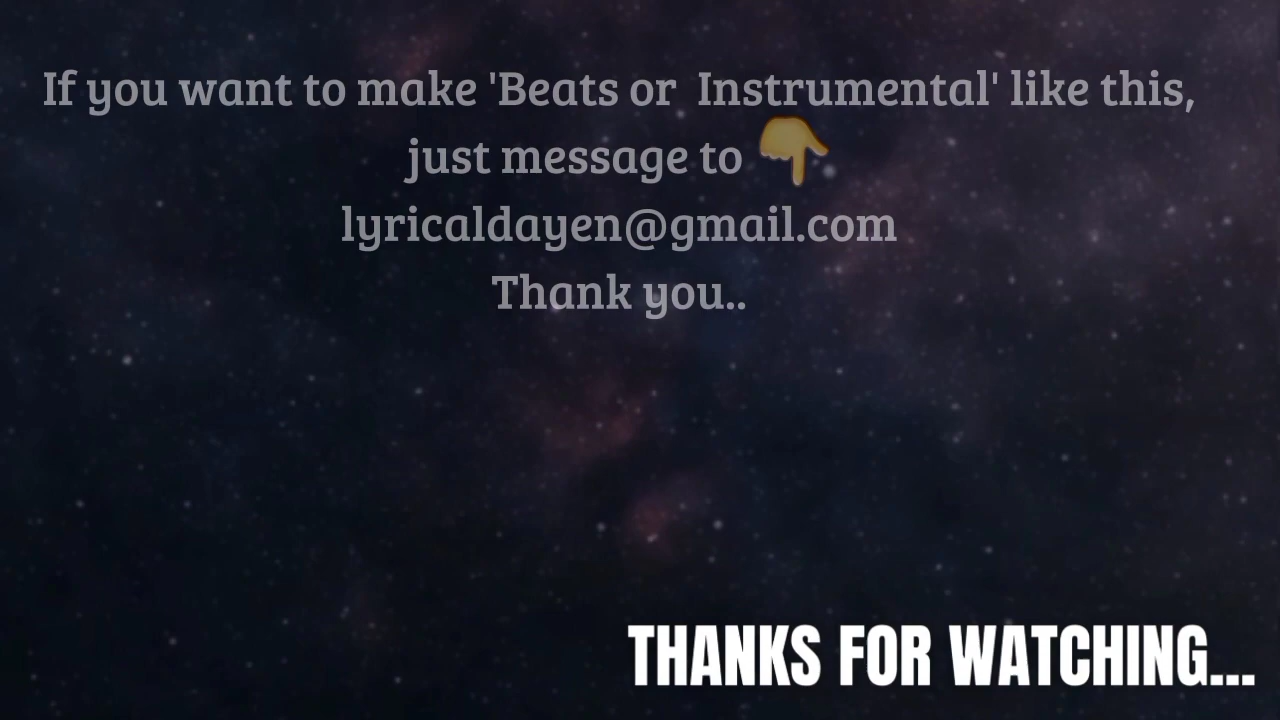 If you want to make 'Beats or  Instrumental' like this,
just message to 👇
lyricaldayen@gmail.com
Thank you..
THANKS FOR WATCHING...